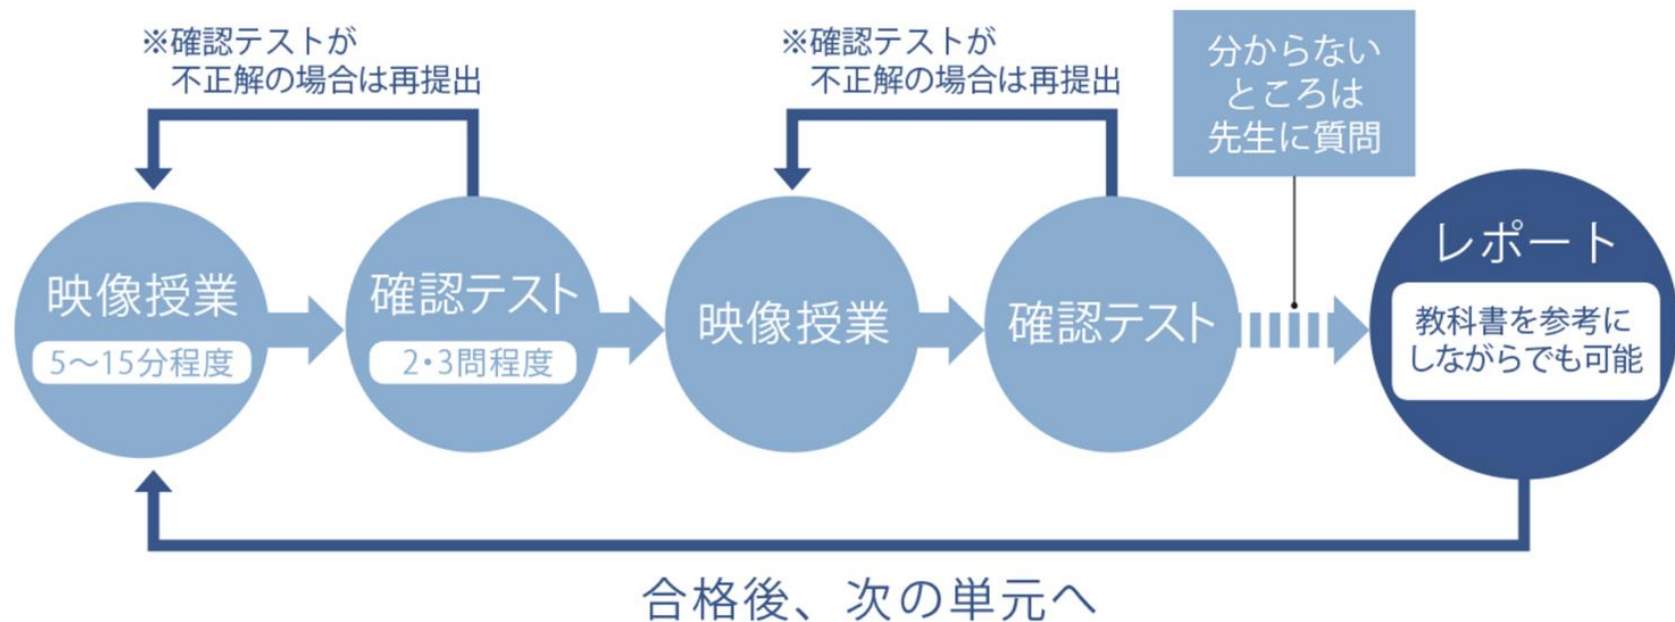 ※確認テストが
不正解の場合は再提出
※確認テストが
不正解の場合は再提出
分からない
ところは
先生に質問
映像授業
5〜15分程度
確認テスト
2・3問程度
映像授業
確認テスト
レポート
教科書を参考に
しながらでも可能
合格後、次の単元へ